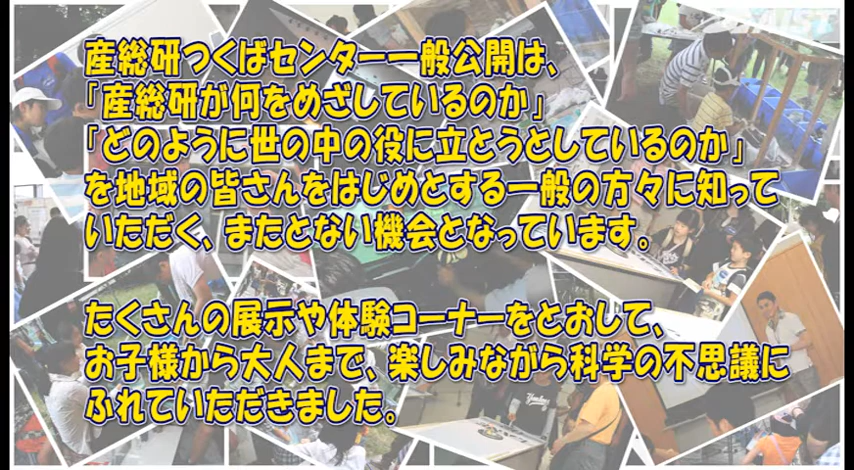 AIST
産総研つくばセンター一般公開は、
「産総研が何をめざしているのか」
「どのように世の中の役に立とうとしているのか」
を地域の皆さんをはじめとする一般の方々に知って
いただく、またとない機会となっています。
たくさんの展示や体験コーナーをとおして、
お子様から大人まで、楽しみながら科学の不思議に
ふれていただきました。